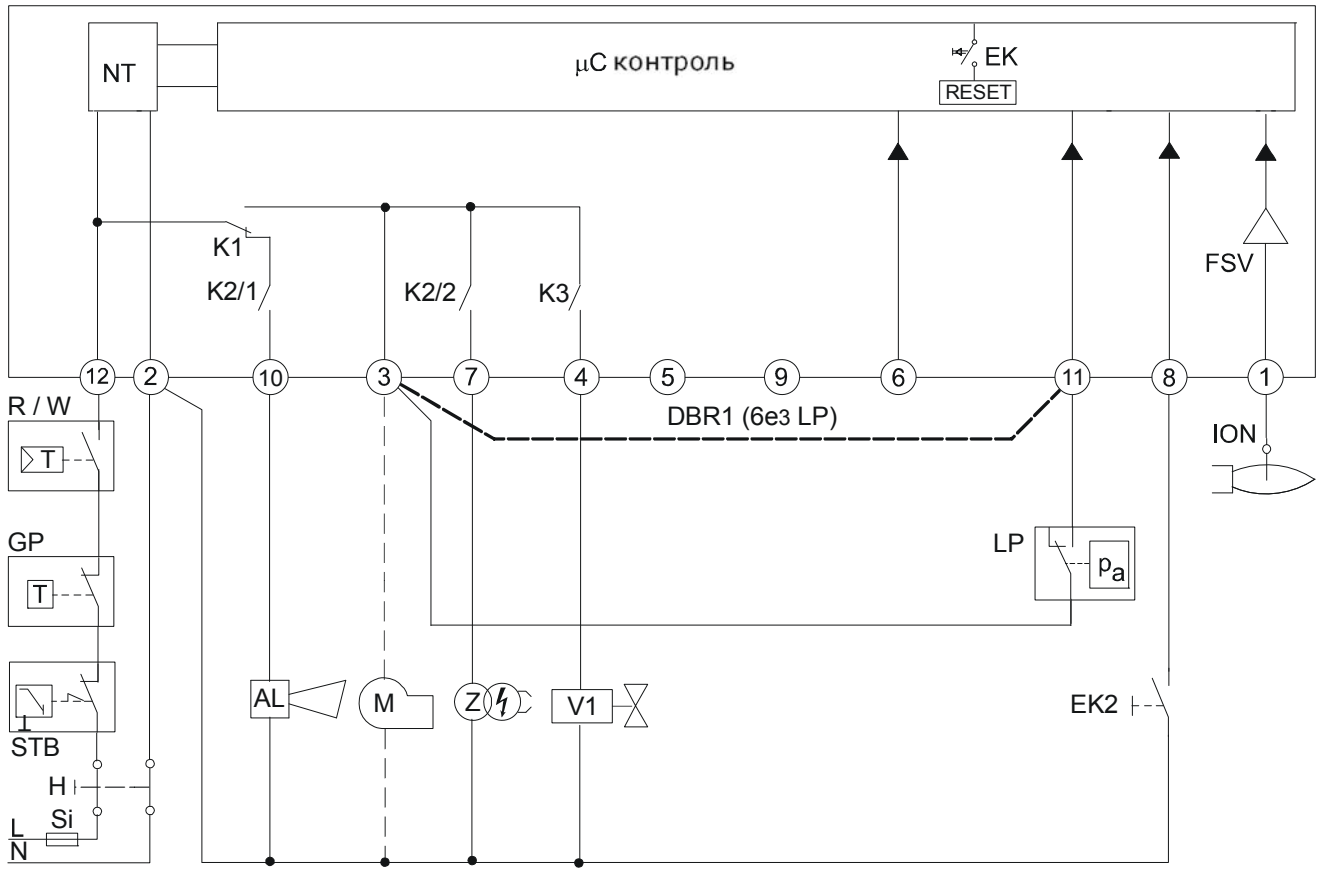 NT
μC контроль
EK
RESET
FSV
K1
K2/1
K2/2
K3
12
2
10
3
7
4
5
9
6
11
8
1
R / W
DBR1 (6e3 LP)
ION
T
GP
T
LP
pa
STB
AL
M
Z
V1
EK2
H
Si
L
N